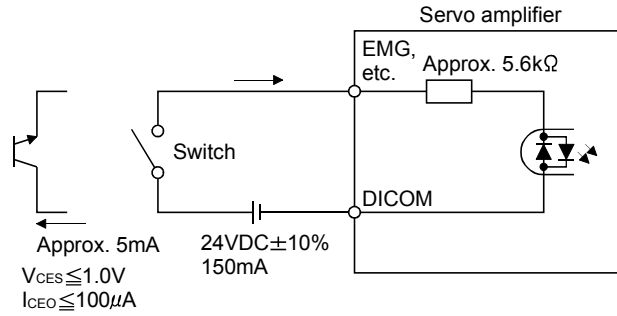 Servo amplifier
EMG,
etc.
Approx. 5.6kΩ
Switch
DICOM
Approx. 5mA
24VDC±10%
150mA
VCES≦1.0V
ICEO≦100μA